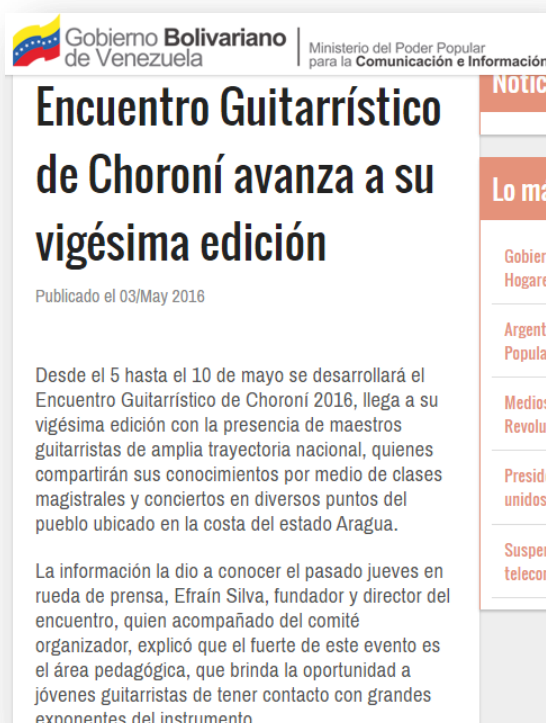 Gobierno Bolivariano
de Venezuela
Ministerio del Poder Popular
para la Comunicación e Información
Encuentro Guitarrístico
de Choroní avanza a su
vigésima edición
Publicado el 03/May 2016
Desde el 5 hasta el 10 de mayo se desarrollará el
Encuentro Guitarrístico de Choroní 2016, llega a su
vigésima edición con la presencia de maestros
guitarristas de amplia trayectoria nacional, quienes
compartirán sus conocimientos por medio de clases
magistrales y conciertos en diversos puntos del
pueblo ubicado en la costa del estado Aragua.
La información la dio a conocer el pasado jueves en
rueda de prensa, Efraín Silva, fundador y director del
encuentro, quien acompañado del comité
organizador, explicó que el fuerte de este evento es
el área pedagógica, que brinda la oportunidad a
jóvenes guitarristas de tener contacto con grandes
exponentes del instrumento
Lo
unidos